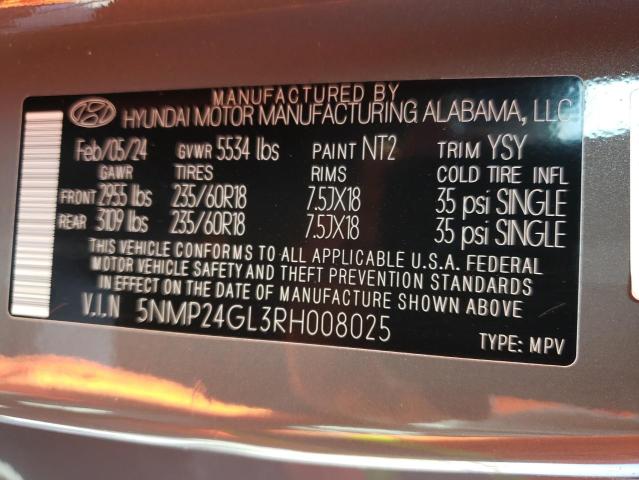 MANUFACTURED BY
HYUNDAI MOTOR MANUFACTURING ALABAMA, LLC
Feb/05/24 GVWR 5534 lbs PAINT NT2 TRIM YSY
GAWR TIRES RIMS COLD TIRE INFL
FRONT 2955 lbs 235/60R18 7.5JX18 35 psi SINGLE
REAR 3109 lbs 235/60R18 7.5JX18 35 psi SINGLE
THIS VEHICLE CONFORMS TO ALL APPLICABLE U.S.A. FEDERAL
MOTOR VEHICLE SAFETY AND THEFT PREVENTION STANDARDS
IN EFFECT ON THE DATE OF MANUFACTURE SHOWN ABOVE.
V.I.N 5NMP24GL3RH008025
TYPE: MPV